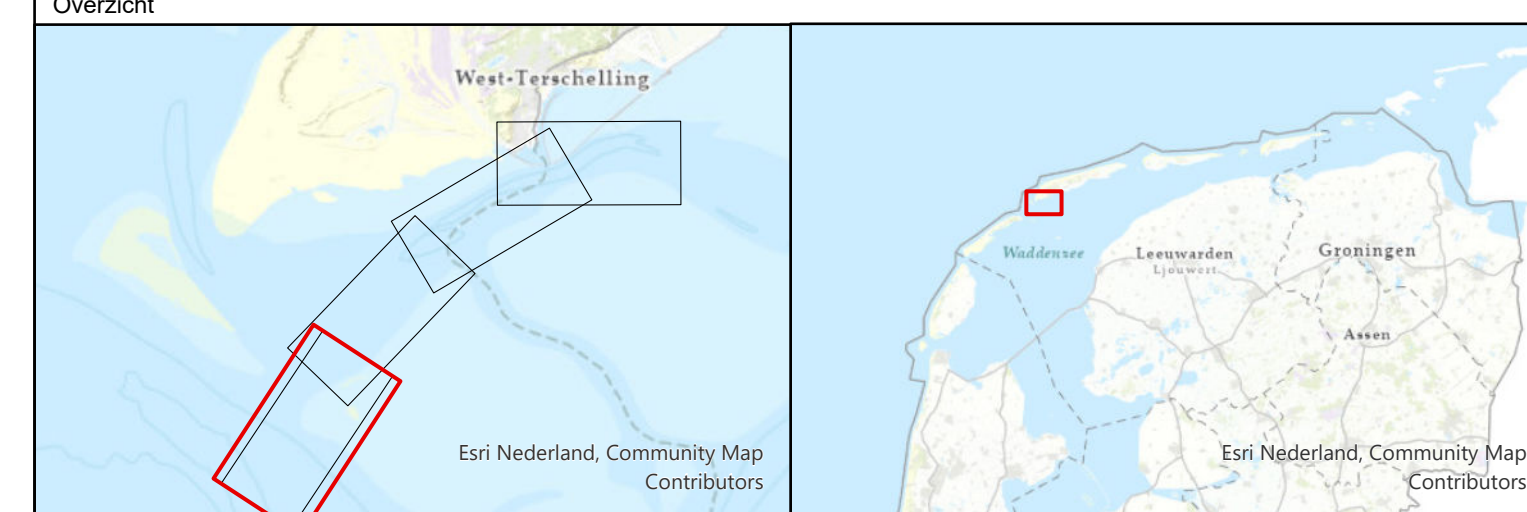 Overzicht
West-Terschelling
Esri Nederland, Community Map
Contributors
Waddenzee
Leeuwarden
Ljouwert
Groningen
Assen
Esri Nederland, Community Map
Contributors